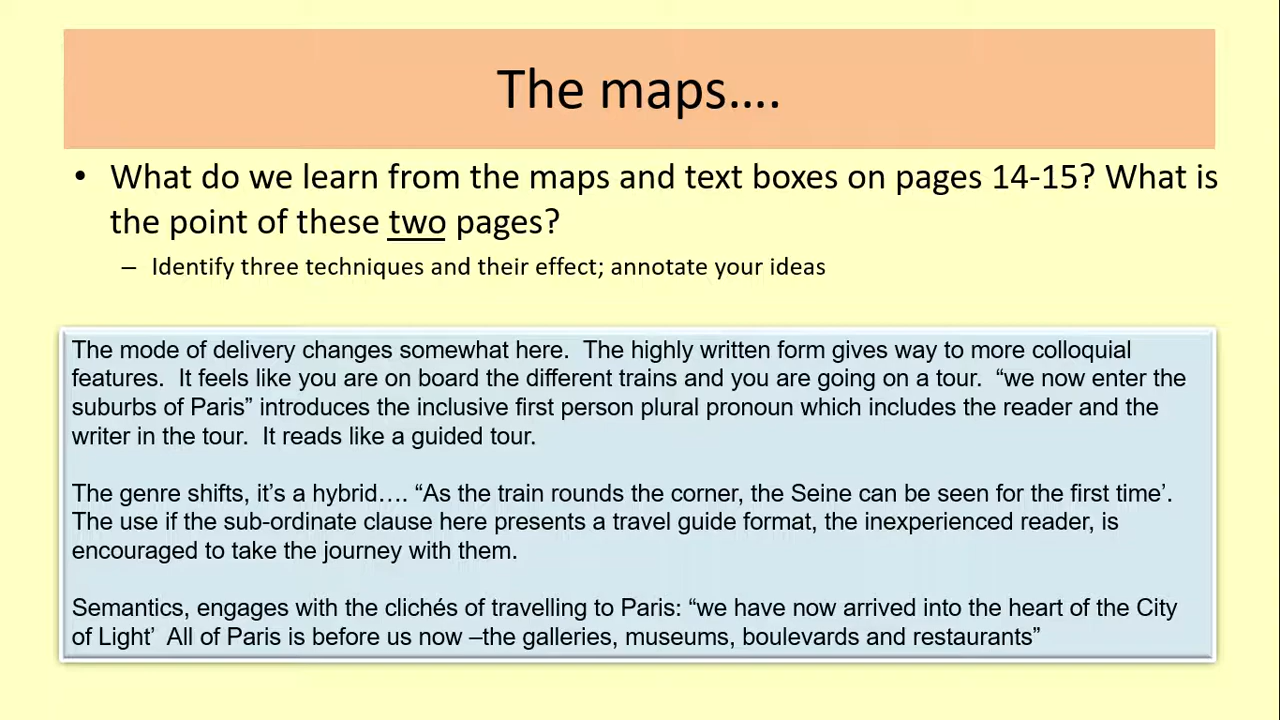 The maps….
• What do we learn from the maps and text boxes on pages 14-15? What is
the point of these two pages?
– Identify three techniques and their effect; annotate your ideas
The mode of delivery changes somewhat here.  The highly written form gives way to more colloquial
features.  It feels like you are on board the different trains and you are going on a tour.  “we now enter the
suburbs of Paris” introduces the inclusive first person plural pronoun which includes the reader and the
writer in the tour.  It reads like a guided tour.
The genre shifts, it’s a hybrid…. “As the train rounds the corner, the Seine can be seen for the first time’.
The use if the sub-ordinate clause here presents a travel guide format, the inexperienced reader, is
encouraged to take the journey with them.
Semantics, engages with the clichés of travelling to Paris: “we have now arrived into the heart of the City
of Light’  All of Paris is before us now –the galleries, museums, boulevards and restaurants”